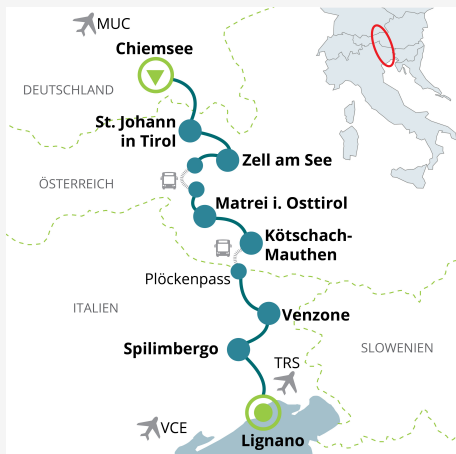 MUC
Chiemsee
DEUTSCHLAND
St. Johann
in Tirol
Zell am See
ÖSTERREICH
Matrei i. Osttirol
Kötschach-
Mauthen
Plöckenpass
ITALIEN
Venzone
Spilimbergo
SLOWENIEN
TRS
VCE
Lignano